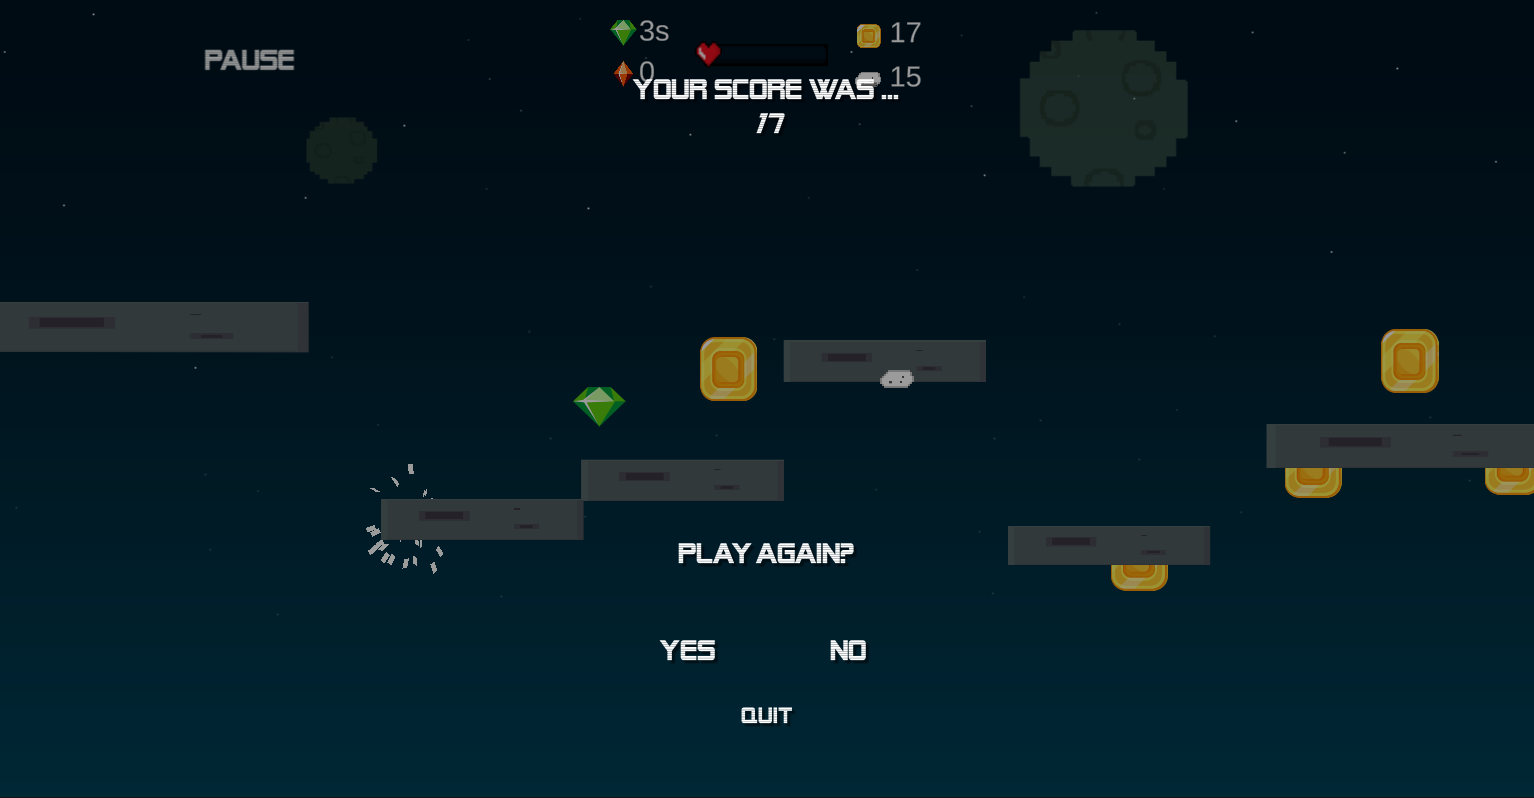 PAUSE
3s
17
0
15
YOUR SCORE WAS ...
17
PLAY AGAIN?
YES
NO
QUIT